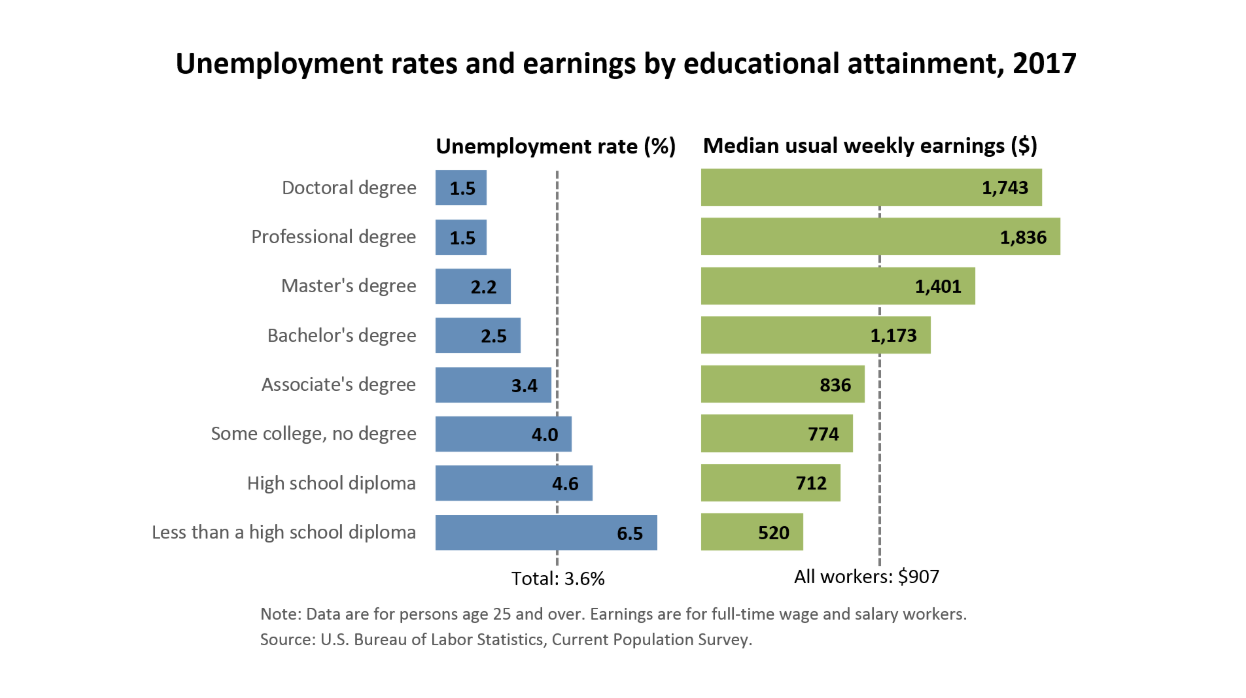 Unemployment rates and earnings by educational attainment, 2017
Unemployment rate (%) Median usual weekly earnings ($)
Doctoral degree 1.5 1,743
Professional degree 1.5 1,836
Master's degree 2.2 1,401
Bachelor's degree 2.5 1,173
Associate's degree 3.4 836
Some college, no degree 4.0 774
High school diploma 4.6 712
Less than a high school diploma 6.5 520
Total: 3.6% All workers: $907
Note: Data are for persons age 25 and over. Earnings are for full-time wage and salary workers.
Source: U.S. Bureau of Labor Statistics, Current Population Survey.